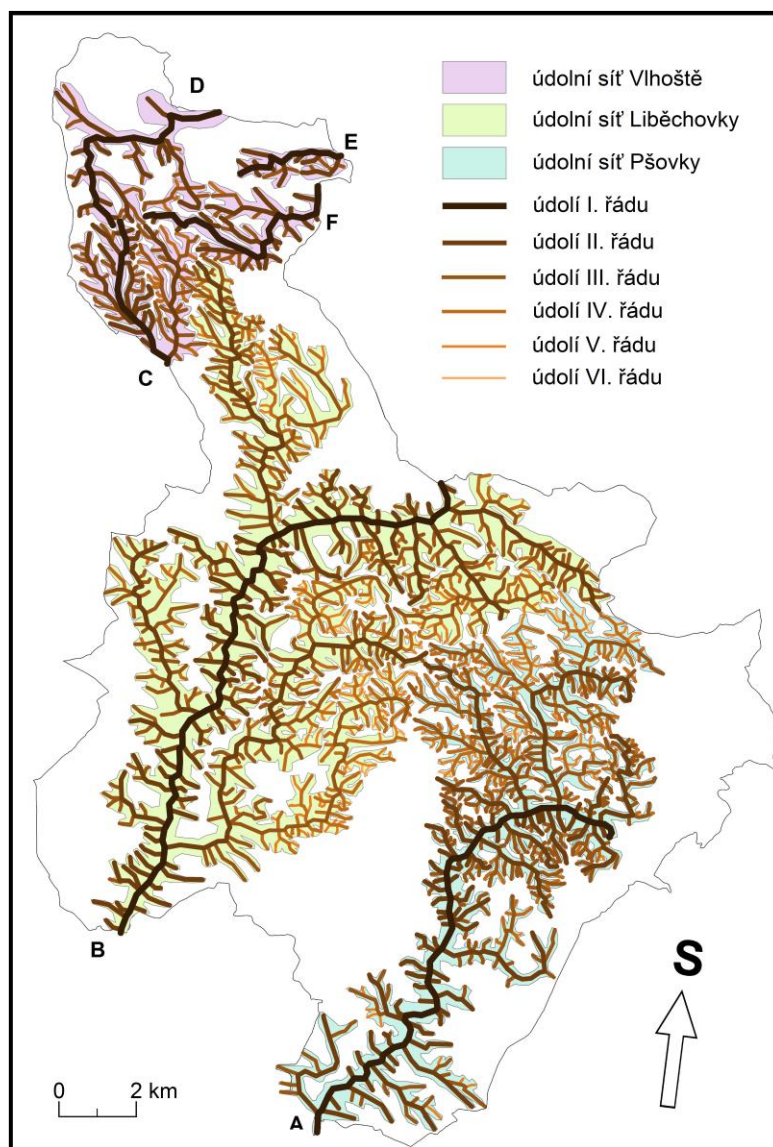 D
E
F
C
B
A
údolní síť Vlhoště
údolní síť Liběchovky
údolní síť Pšovky
údolí I. řádu
údolí II. řádu
údolí III. řádu
údolí IV. řádu
údolí V. řádu
údolí VI. řádu
S
0 2 km